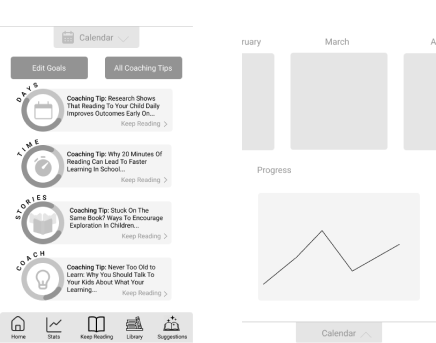 Calendar
Edit Goals
All Coaching Tips
DAYS
Coaching Tip: Research Shows
That Reading To Your Child Daily
Improves Outcomes Early On...
Keep Reading >
TIME
Coaching Tip: Why 20 Minutes Of
Reading Can Lead To Faster
Learning In School...
Keep Reading >
STORIES
Coaching Tip: Stuck On The
Same Book? Ways To Encourage
Exploration In Children...
Keep Reading >
COACH
Coaching Tip: Never Too Old to
Learn: Why You Should Talk To
Your Kids About What Your
Learning...
Keep Reading >
Home
Stats
Keep Reading
Library
Suggestions
ruary
March
A
Progress
Calendar